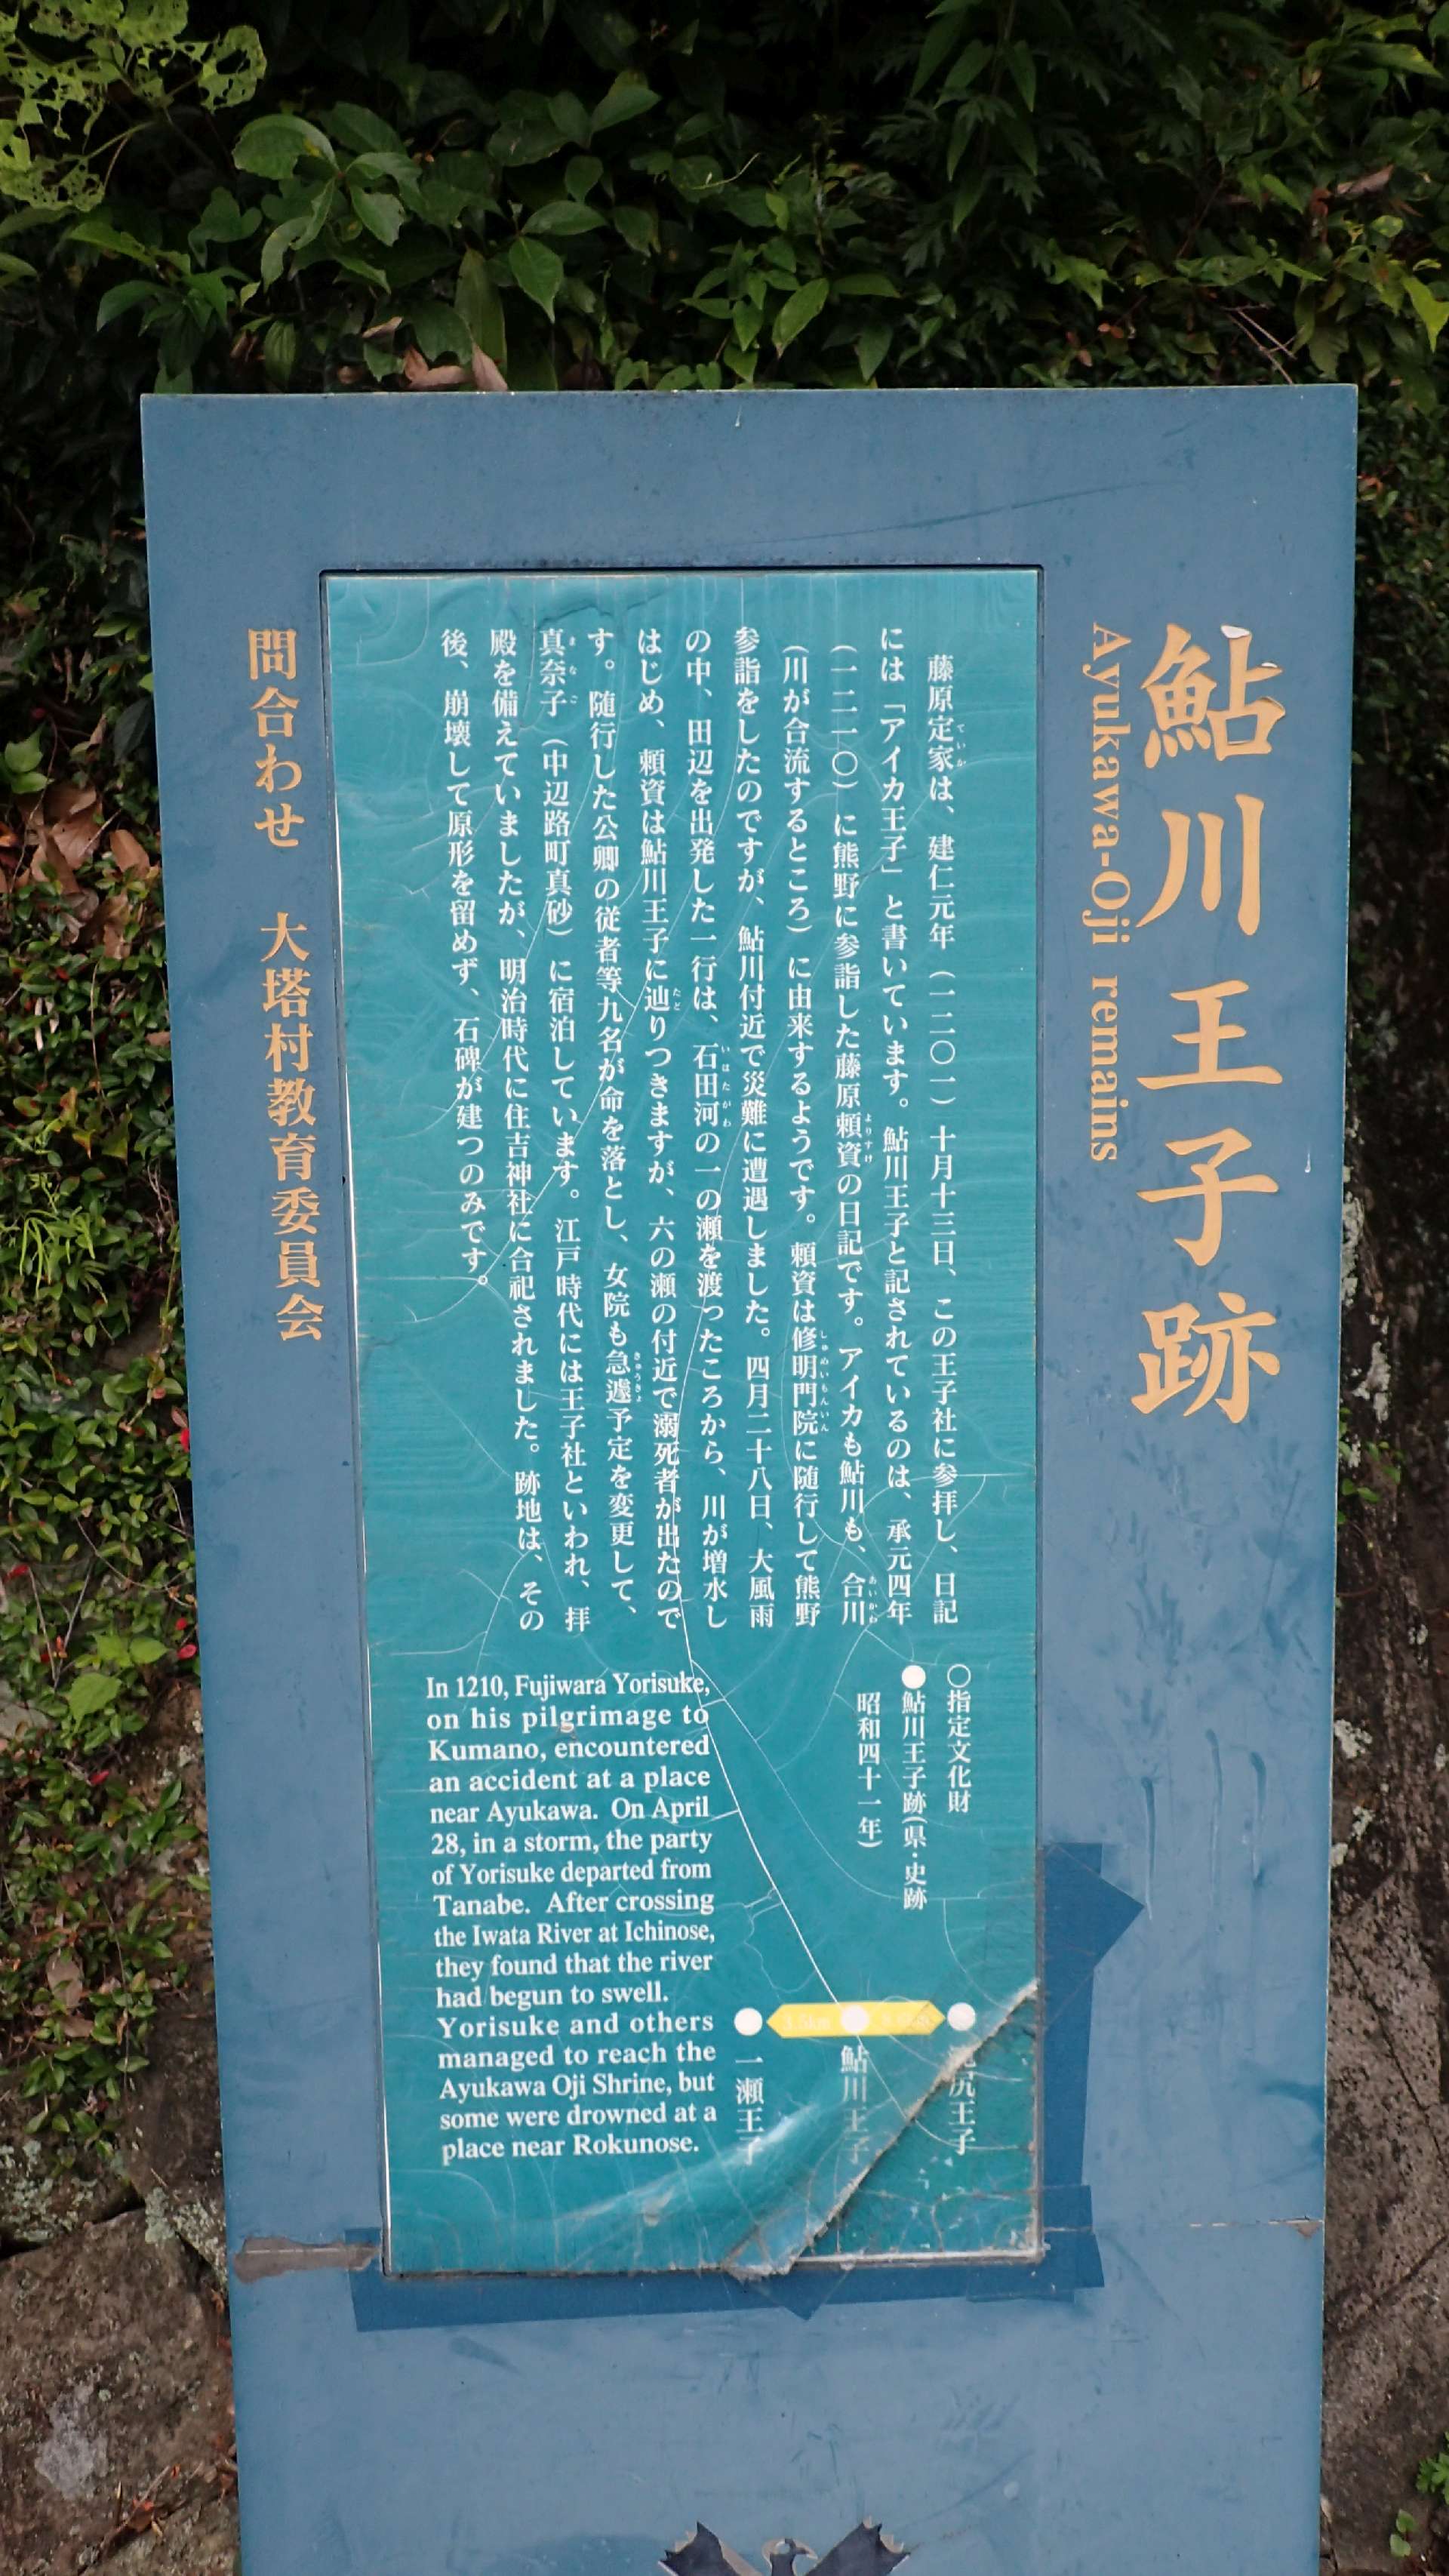 鮎川王子跡
Ayukawa-Oji remains
藤原定家は、建仁元年（一二〇一）十月十三日、この王子社に参拝し、日記
には「アイカ王子」と書いています。鮎川王子と記されているのは、承元四年
（一二一〇）に熊野に参詣した藤原頼資の日記です。アイカも鮎川も、合川
（川が合流するところ）に由来するようです。頼資は修明門院に随行して熊野
参詣をしたのですが、鮎川付近で災難に遭遇しました。四月二十八日、大風雨
の中、田辺を出発した一行は、石田河の一の瀬を渡ったころから、川が増水し
はじめ、頼資は鮎川王子に辿りつきますが、六の瀬の付近で溺死者が出たので
す。随行した公卿の従者等九名が命を落とし、女院も急遽予定を変更して、
真奈子（中辺路町真砂）に宿泊しています。江戸時代には王子社といわれ、拝
殿を備えていましたが、明治時代に住吉神社に合祀されました。跡地は、その
後、崩壊して原形を留めず、石碑が建つのみです。
○指定文化財
●鮎川王子跡(県・史跡
昭和四十一年)
In 1210, Fujiwara Yorisuke,
on his pilgrimage to
Kumano, encountered
an accident at a place
near Ayukawa. On April
28, in a storm, the party
of Yorisuke departed from
Tanabe. After crossing
the Iwata River at Ichinose,
they found that the river
had begun to swell.
Yorisuke and others
managed to reach the
Ayukawa Oji Shrine, but
some were drowned at a
place near Rokunose.
尻王子
鮎川王子
一瀬王子
問合わせ 大塔村教育委員会